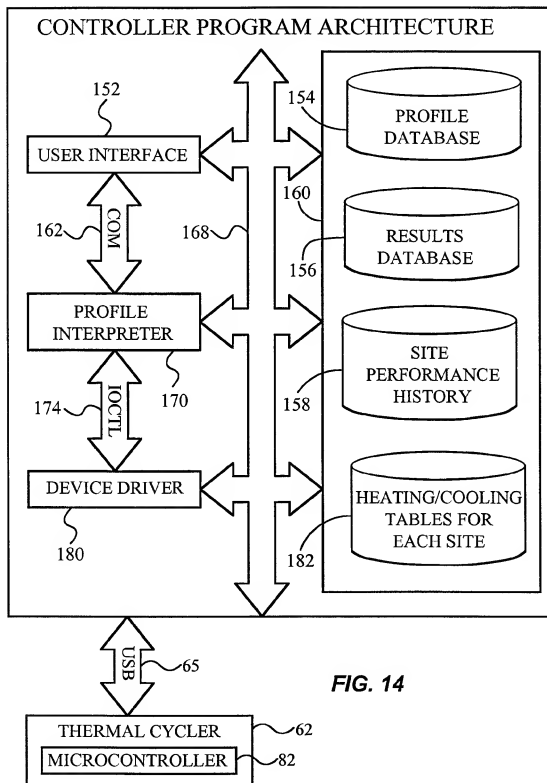 CONTROLLER PROGRAM ARCHITECTURE
152
USER INTERFACE
162
COM
168
PROFILE
INTERPRETER
170
174
IOCTL
DEVICE DRIVER
180
154
PROFILE
DATABASE
160
156
RESULTS
DATABASE
158
SITE
PERFORMANCE
HISTORY
HEATING/COOLING
TABLES FOR
EACH SITE
182
USB
65
FIG. 14
THERMAL CYCLER
62
MICROCONTROLLER
82